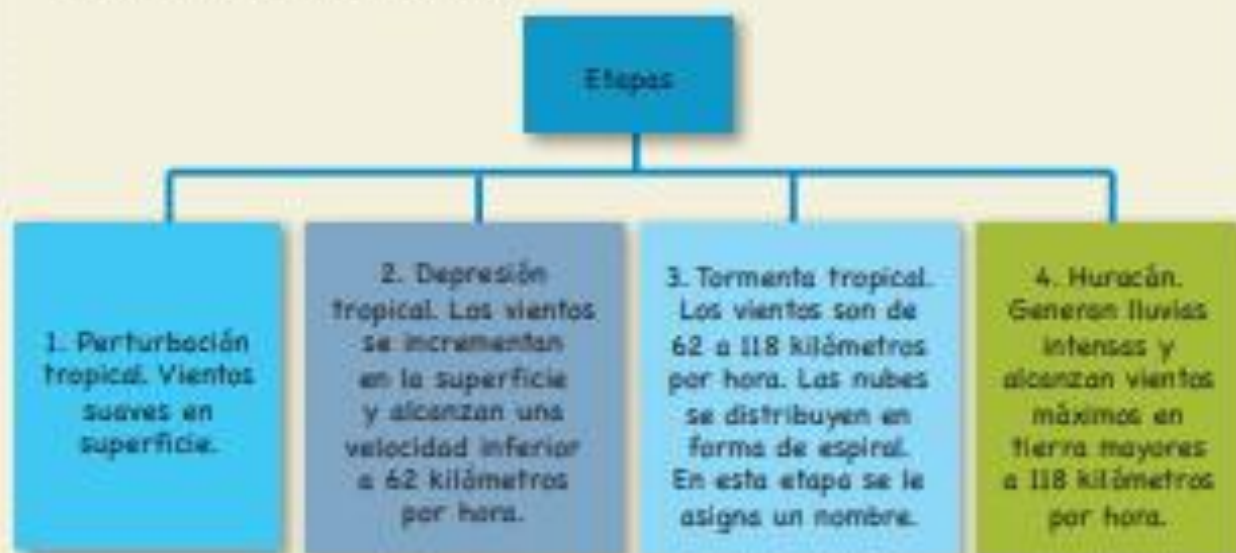 Etapas
1. Perturbación
tropical. Vientos
suaves en
superficie.
2. Depresión
tropical. Los vientos
se incrementan
en la superficie
y alcanzan una
velocidad inferior
a 62 kilómetros
por hora.
3. Tormenta tropical.
Los vientos son de
62 a 118 kilómetros
por hora. Las nubes
se distribuyen en
forma de espiral.
En esta etapa se le
asigna un nombre.
4. Huracán.
Generan lluvias
intensas y
alcanzan vientos
máximos en
tierra mayores
a 118 kilómetros
por hora.